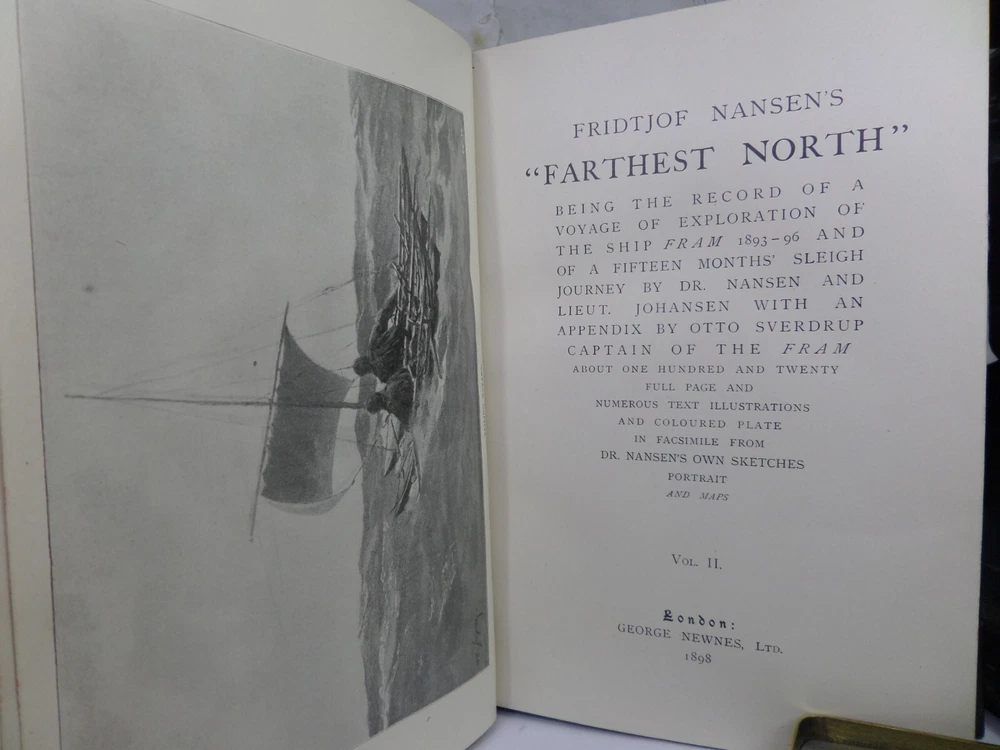 FRIDTJOF NANSEN'S
“FARTHEST NORTH”
BEING THE RECORD OF A
VOYAGE OF EXPLORATION OF
THE SHIP FRAM 1893–96 AND
OF A FIFTEEN MONTHS' SLEIGH
JOURNEY BY DR. NANSEN AND
LIEUT. JOHANSEN WITH AN
APPENDIX BY OTTO SVERDRUP
CAPTAIN OF THE FRAM
ABOUT ONE HUNDRED AND TWENTY
FULL PAGE AND
NUMEROUS TEXT ILLUSTRATIONS
AND COLOURED PLATE
IN FACSIMILE FROM
DR. NANSEN'S OWN SKETCHES
PORTRAIT
AND MAPS
VOL. II.
London:
GEORGE NEWNES, LTD.
1898